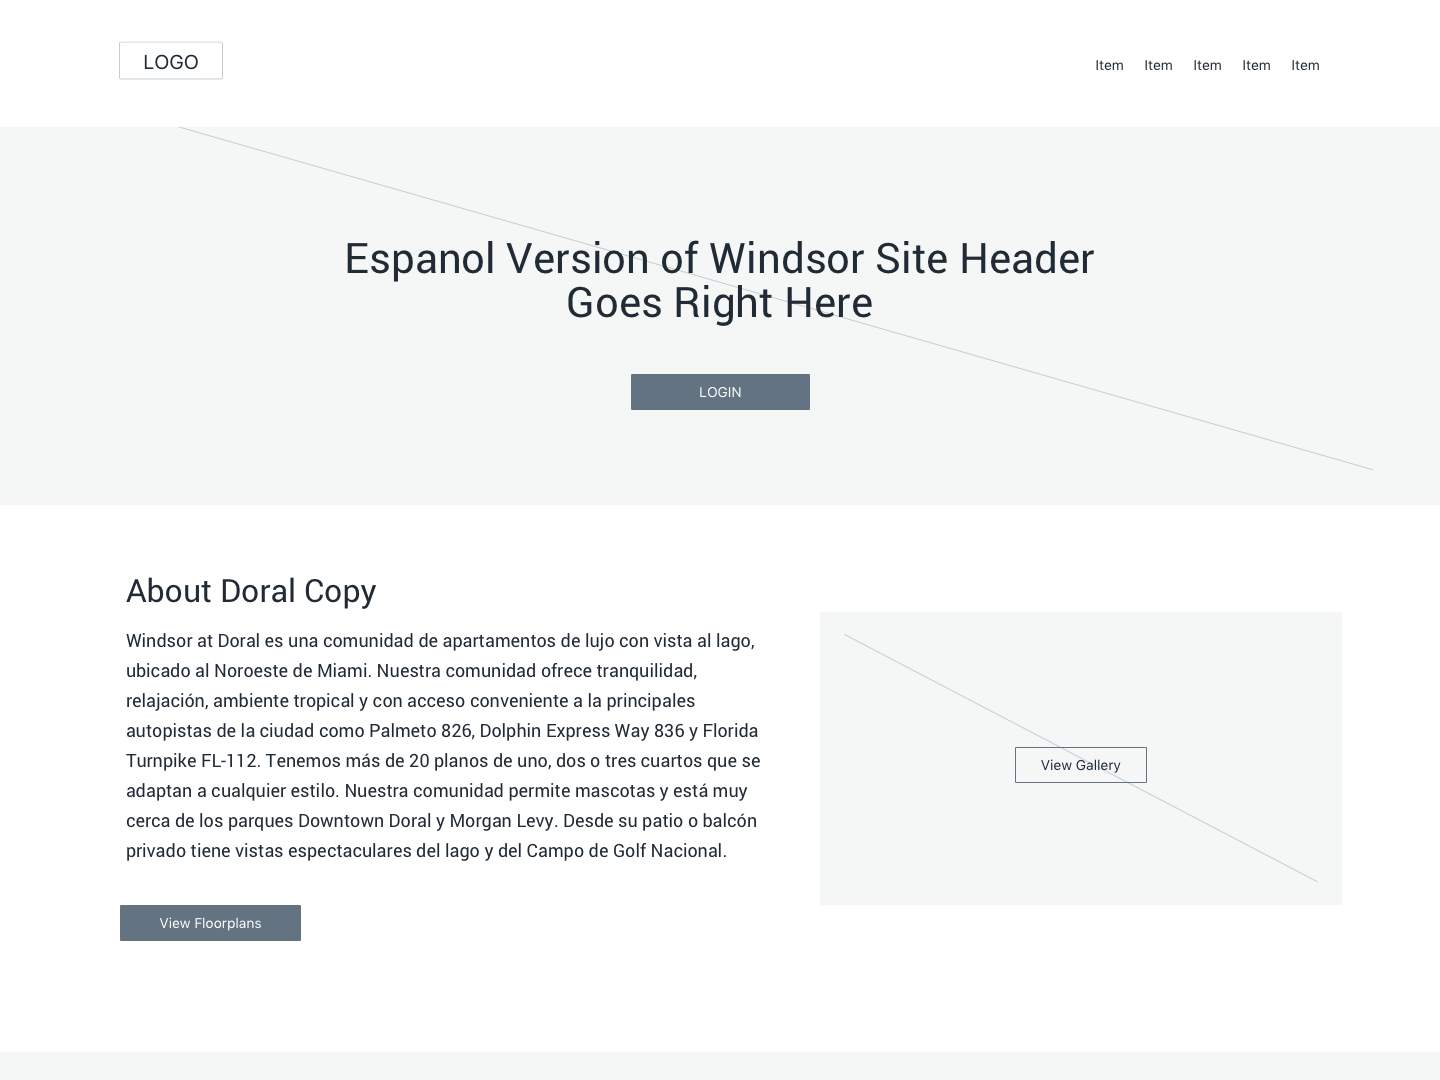 LOGO
Item Item Item Item Item
Espanol Version of Windsor Site Header
Goes Right Here
LOGIN
About Doral Copy
Windsor at Doral es una comunidad de apartamentos de lujo con vista al lago,
ubicado al Noroeste de Miami. Nuestra comunidad ofrece tranquilidad,
relajación, ambiente tropical y con acceso conveniente a la principales
autopistas de la ciudad como Palmeto 826, Dolphin Express Way 836 y Florida
Turnpike FL-112. Tenemos más de 20 planos de uno, dos o tres cuartos que se
adaptan a cualquier estilo. Nuestra comunidad permite mascotas y está muy
cerca de los parques Downtown Doral y Morgan Levy. Desde su patio o balcón
privado tiene vistas espectaculares del lago y del Campo de Golf Nacional.
View Gallery
View Floorplans